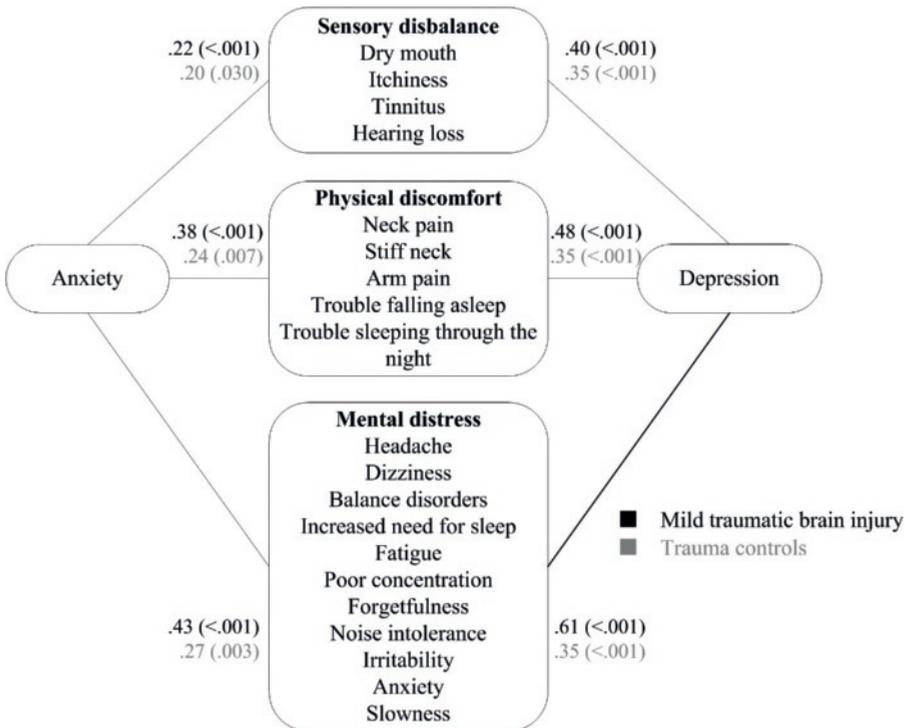 Sensory disbalance
Dry mouth
Itchiness
Tinnitus
Hearing loss
.22 (<.001)
.20 (.030)
.40 (<.001)
.35 (<.001)
Physical discomfort
Neck pain
Stiff neck
Arm pain
Trouble falling asleep
Trouble sleeping through the
night
.38 (<.001)
.24 (.007)
.48 (<.001)
.35 (<.001)
Anxiety
Depression
Mental distress
Headache
Dizziness
Balance disorders
Increased need for sleep
Fatigue
Poor concentration
Forgetfulness
Noise intolerance
Irritability
Anxiety
Slowness
.43 (<.001)
.27 (.003)
.61 (<.001)
.35 (<.001)
Mild traumatic brain injury
Trauma controls